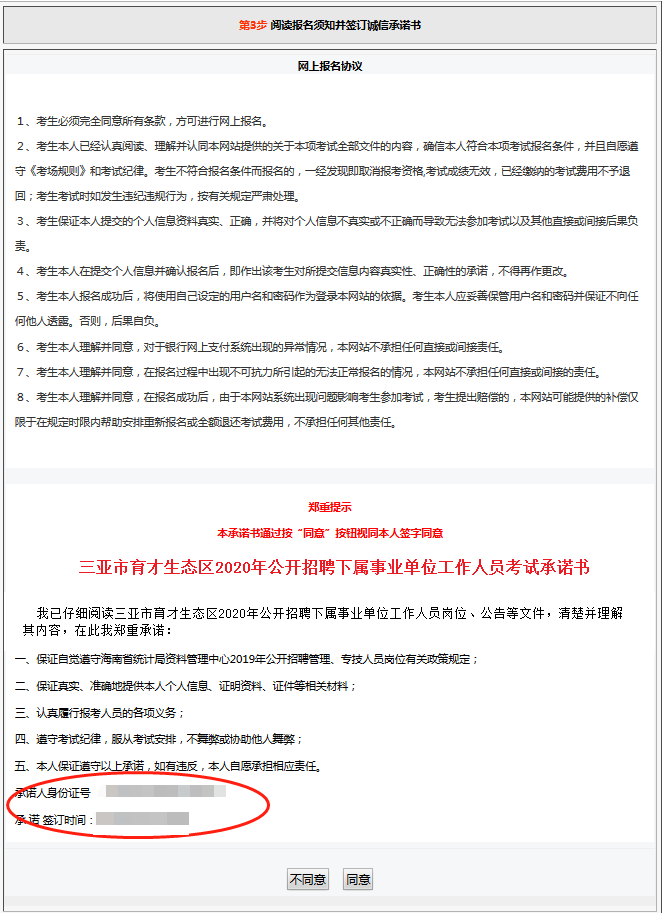 第3步 阅读报名须知并签订诚信承诺书
网上报名协议
1、考生必须完全同意所有条款，方可进行网上报名。
2、考生本人已经认真阅读、理解并认同本网站提供的关于本项考试全部文件的内容，确信本人符合本项考试报名条件，并且自愿遵
守《考场规则》和考试纪律。考生不符合报名条件而报名的，一经发现即取消报考资格,考试成绩无效，已经缴纳的考试费用不予退
回；考生考试时如发生违纪违规行为，按有关规定严肃处理。
3、考生保证本人提交的个人信息资料真实、正确，并将对个人信息不真实或不正确而导致无法参加考试以及其他直接或间接后果负
责。
4、考生本人在提交个人信息并确认报名后，即作出该考生对所提交信息内容真实性、正确性的承诺，不得再作更改。
5、考生本人报名成功后，将使用自己设定的用户名和密码作为登录本网站的依据。考生本人应妥善保管用户名和密码并保证不向任
何他人透露。否则，后果自负。
6、考生本人理解并同意，对于银行网上支付系统出现的异常情况，本网站不承担任何直接或间接责任。
7、考生本人理解并同意，在报名过程中出现不可抗力所引起的无法正常报名的情况，本网站不承担任何直接或间接的责任。
8、考生本人理解并同意，在报名成功后，由于本网站系统出现问题影响考生参加考试，考生提出赔偿的，本网站可能提供的补偿仅
限于在规定时限内帮助安排重新报名或全额退还考试费用，不承担任何其他责任。
郑重提示
本承诺书通过按“同意”按钮视同本人签字同意
三亚市育才生态区2020年公开招聘下属事业单位工作人员考试承诺书
我已仔细阅读三亚市育才生态区2020年公开招聘下属事业单位工作人员岗位、公告等文件，清楚并理解
其内容，在此我郑重承诺：
一、保证自觉遵守海南省统计局资料管理中心2019年公开招聘管理、专技人员岗位有关政策规定；
二、保证真实、准确地提供本人个人信息、证明资料、证件等相关材料；
三、认真履行报考人员的各项义务；
四、遵守考试纪律，服从考试安排，不舞弊或协助他人舞弊；
五、本人保证遵守以上承诺，如有违反，本人自愿承担相应责任。
承诺人身份证号
承 诺 签订时间：
不同意 同意